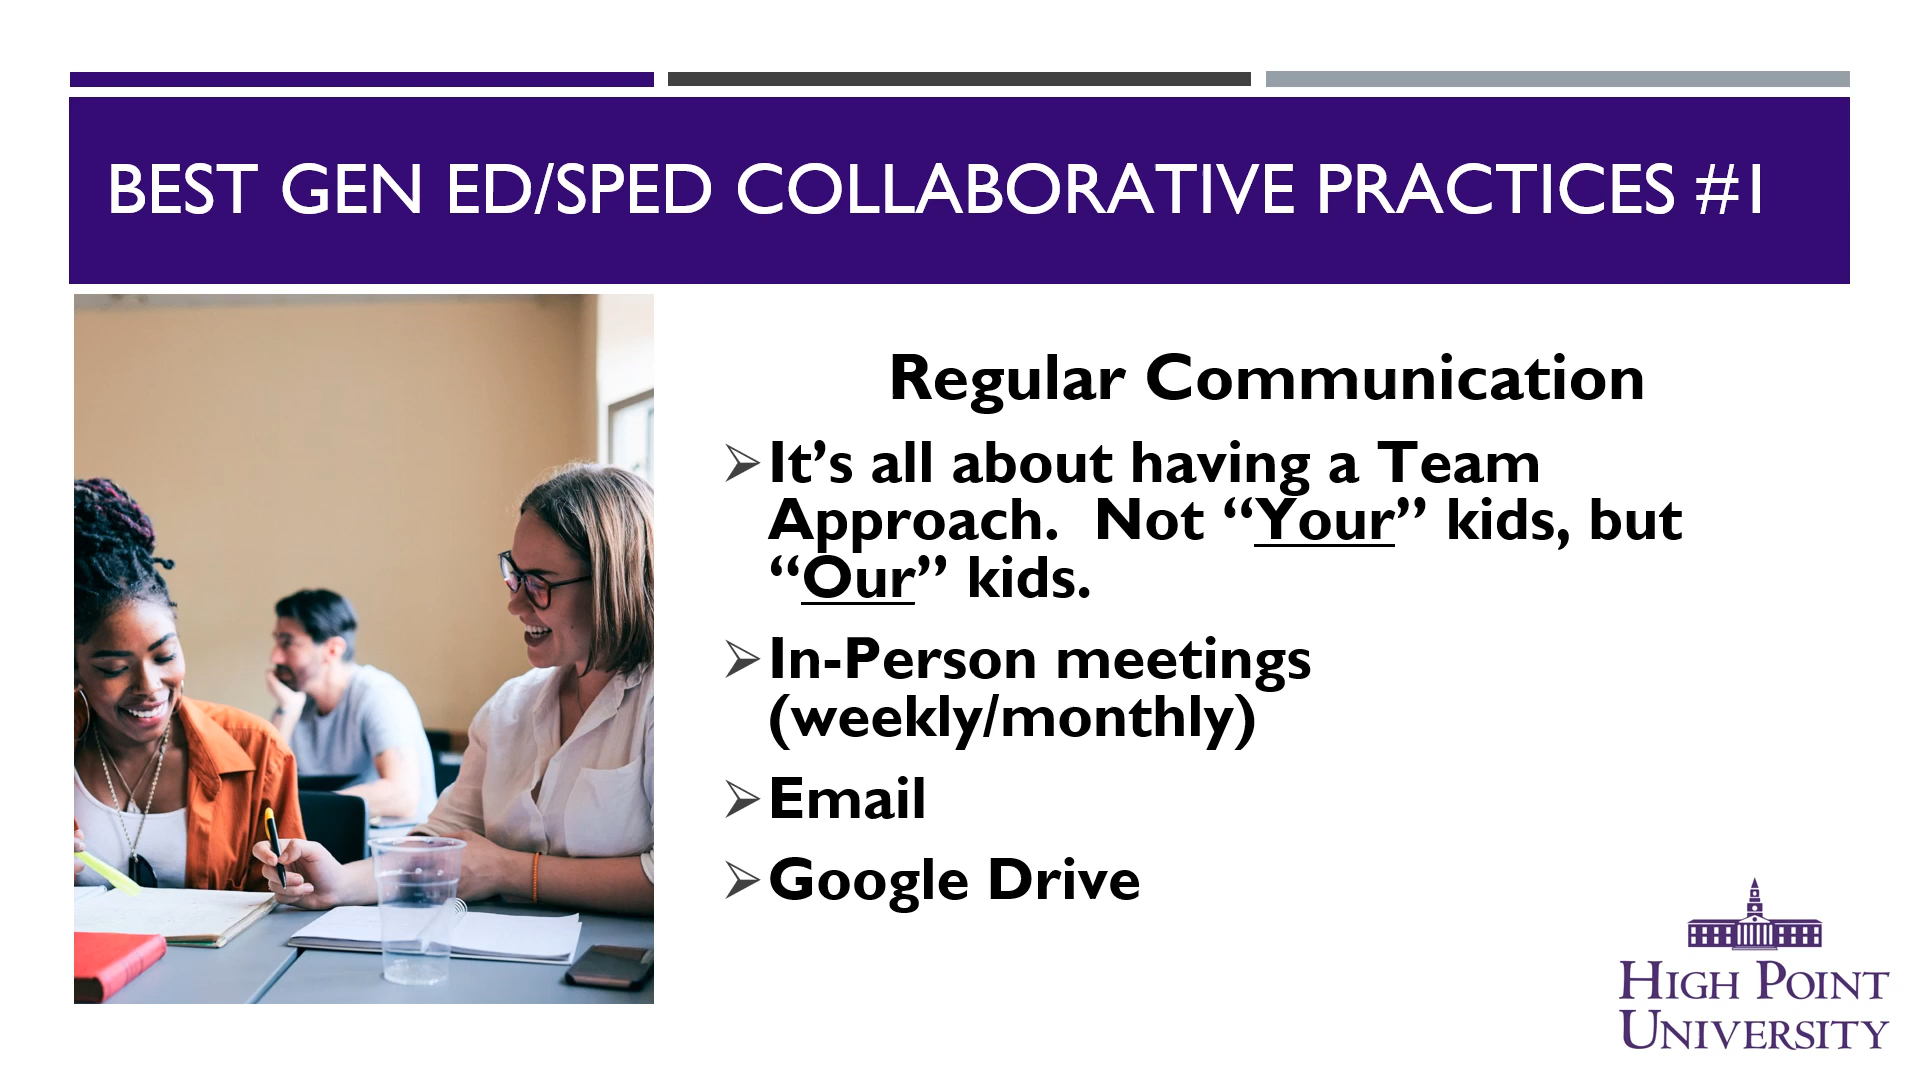 BEST GEN ED/SPED COLLABORATIVE PRACTICES #1
Regular Communication
It’s all about having a Team
Approach.  Not “Your” kids, but
“Our” kids.
In-Person meetings
(weekly/monthly)
Email
Google Drive
HIGH POINT
UNIVERSITY